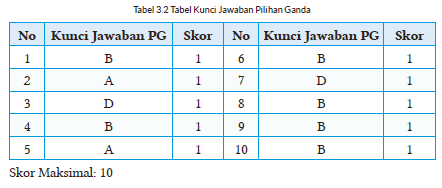 Tabel 3.2 Tabel Kunci Jawaban Pilihan Ganda
No Kunci Jawaban PG Skor No Kunci Jawaban PG Skor
1 B 1 6 B 1
2 A 1 7 D 1
3 D 1 8 B 1
4 B 1 9 B 1
5 A 1 10 B 1
Skor Maksimal: 10